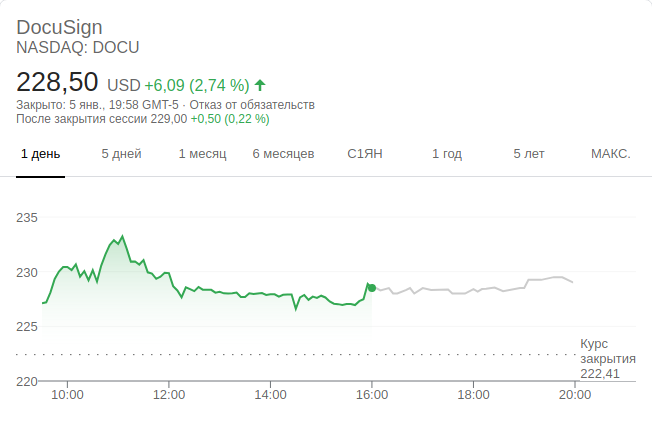 DocuSign
NASDAQ: DOCU
228,50 USD +6,09 (2,74 %)
Закрыто: 5 янв., 19:58 GMT-5 · Отказ от обязательств
После закрытия сессии 229,00 +0,50 (0,22 %)
1 день 5 дней 1 месяц 6 месяцев С1ЯН 1 год 5 лет МАКС.
235
230
225
Курс
закрытия
222,41
220
10:00 12:00 14:00 16:00 18:00 20:00